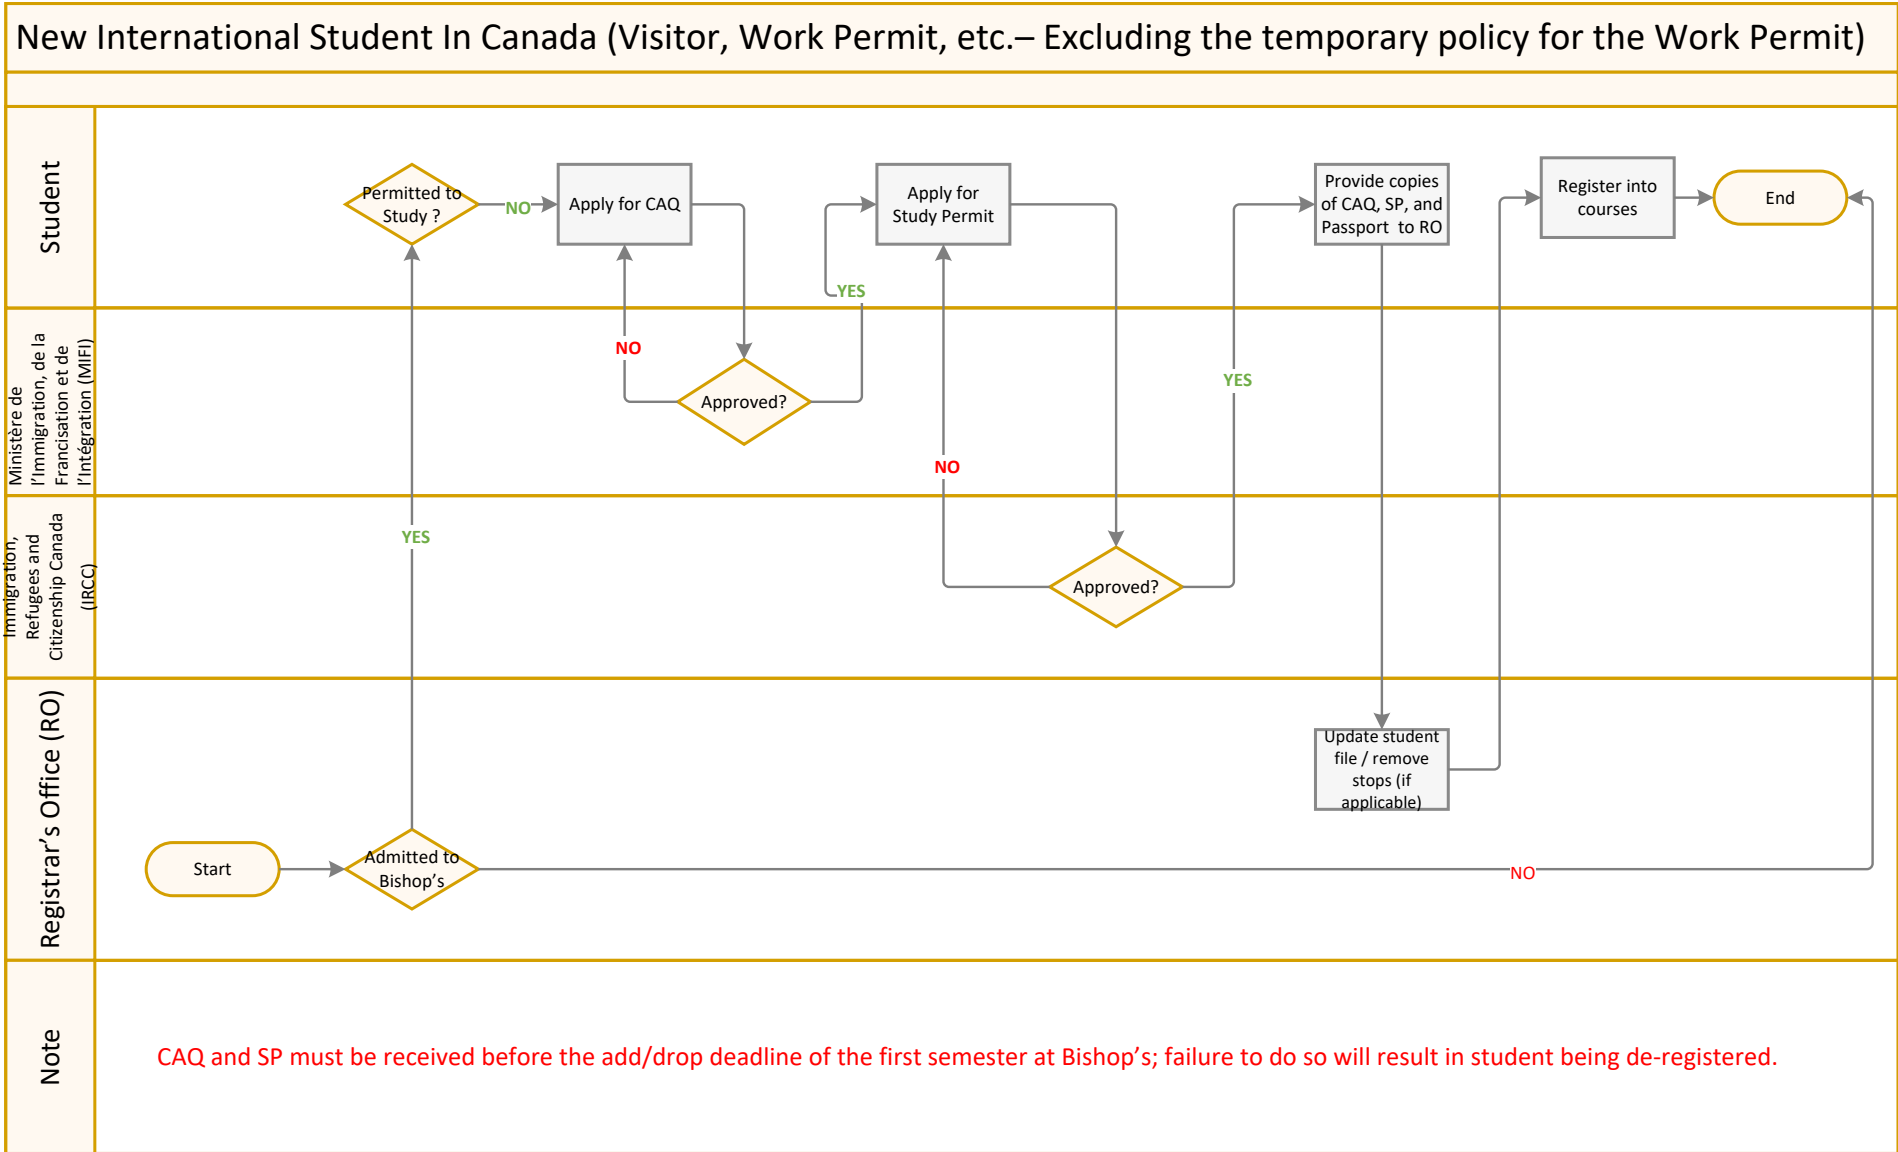 New International Student In Canada (Visitor, Work Permit, etc.– Excluding the temporary policy for the Work Permit)
Student
Permitted to
Study ?
NO
Apply for CAQ
Apply for
Study Permit
Provide copies
of CAQ, SP, and
Passport to RO
Register into
courses
End
YES
Ministère de
l'Immigration, de la
Francisation et de
l'Intégration (MIFI)
NO
Approved?
YES
NO
Immigration,
Refugees and
Citizenship Canada
(IRCC)
YES
Approved?
Registrar's Office (RO)
Update student
file / remove
stops (if
applicable)
Start
Admitted to
Bishop's
NO
Note
CAQ and SP must be received before the add/drop deadline of the first semester at Bishop's; failure to do so will result in student being de-registered.